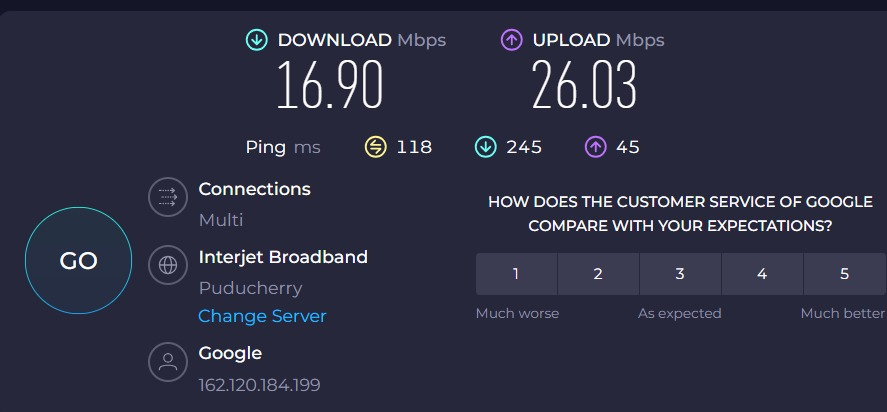 DOWNLOAD Mbps
16.90
UPLOAD Mbps
26.03
Ping ms 118 245 45
Connections
Multi
Interjet Broadband
Puducherry
Change Server
Google
162.120.184.199
GO
HOW DOES THE CUSTOMER SERVICE OF GOOGLE
COMPARE WITH YOUR EXPECTATIONS?
1 2 3 4 5
Much worse As expected Much better